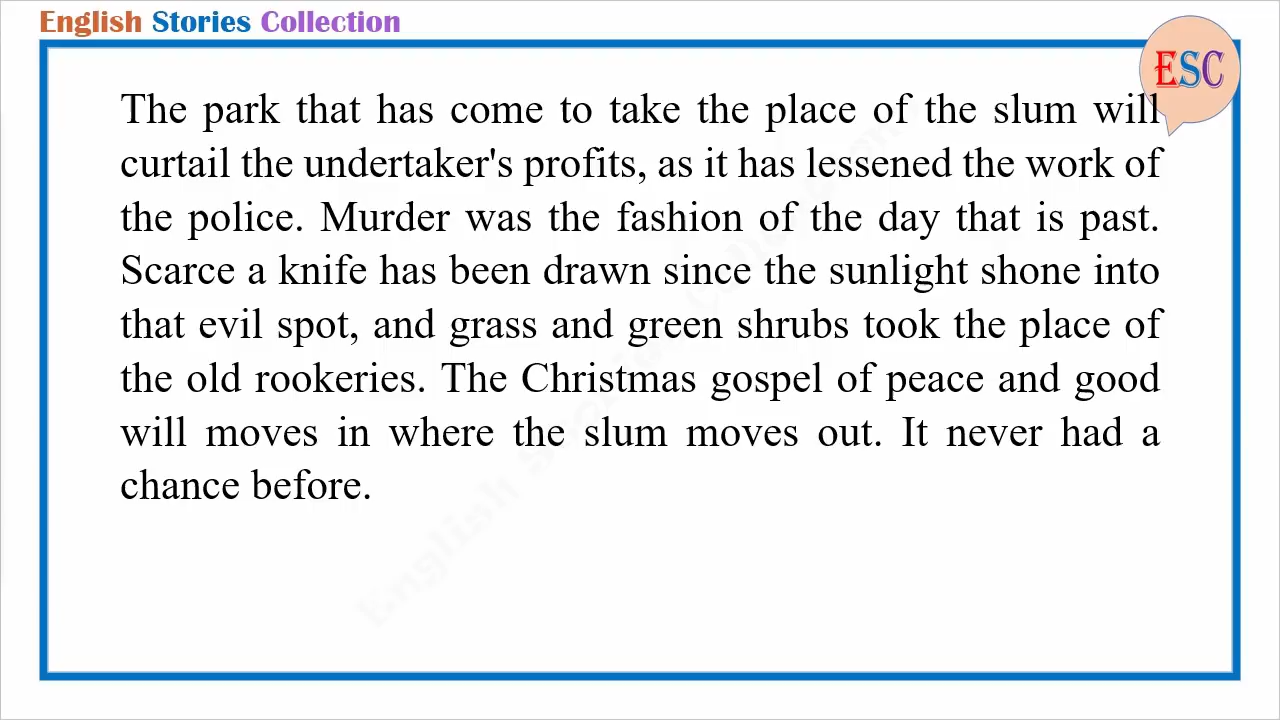 English Stories Collection
ESC
The park that has come to take the place of the slum will
curtail the undertaker's profits, as it has lessened the work of
the police. Murder was the fashion of the day that is past.
Scarce a knife has been drawn since the sunlight shone into
that evil spot, and grass and green shrubs took the place of
the old rookeries. The Christmas gospel of peace and good
will moves in where the slum moves out. It never had a
chance before.